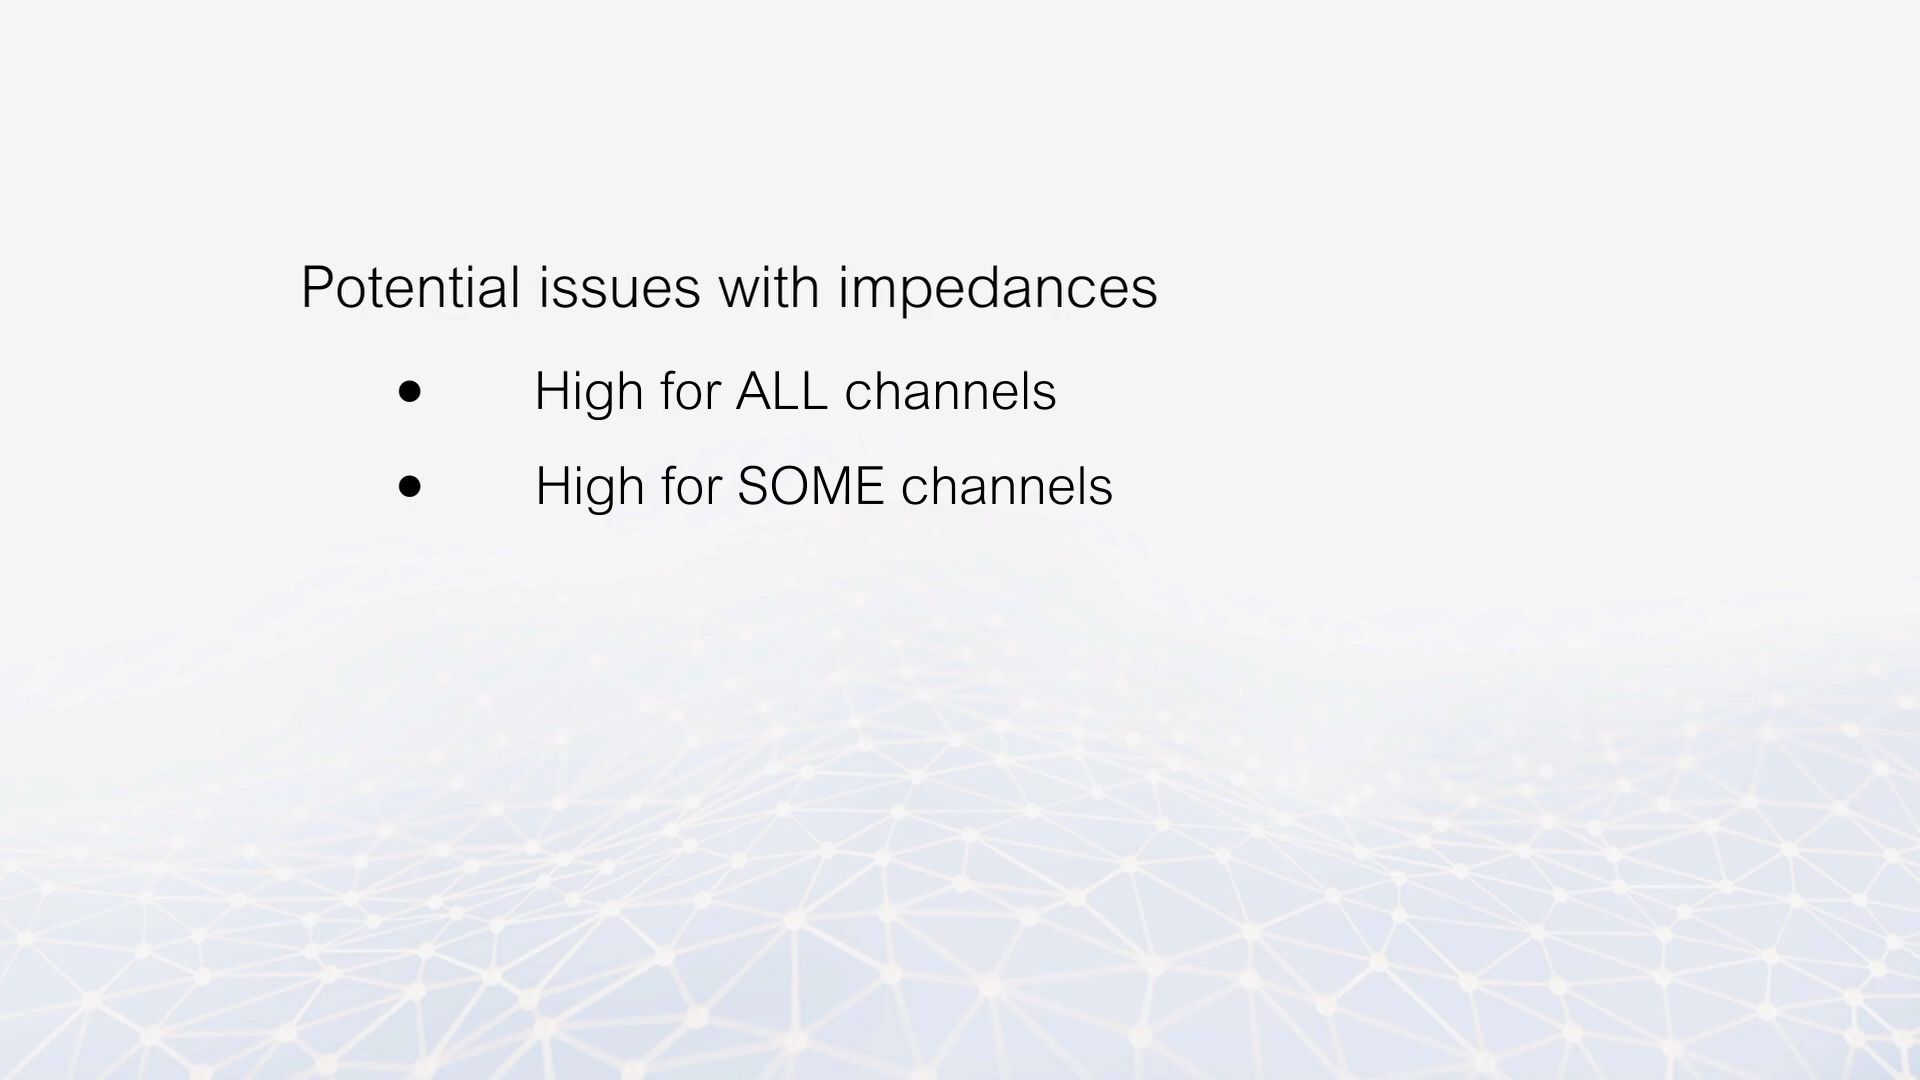 Potential issues with impedances
● High for ALL channels
● High for SOME channels